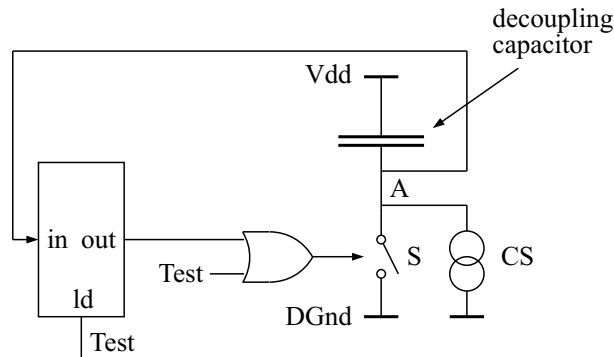 decoupling
capacitor
Vdd
A
in out
S
CS
Test
ld
DGnd
Test